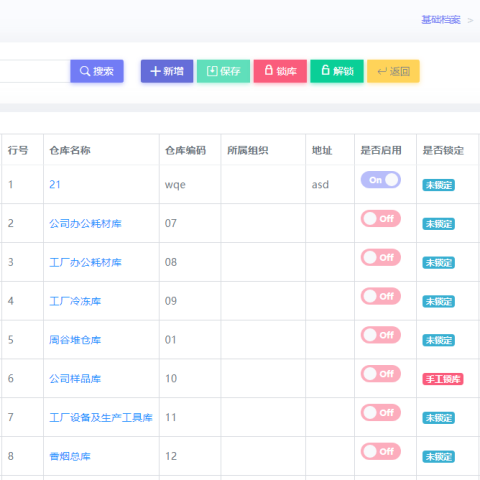 基础档案 >
搜索 新增 保存 锁库 解锁 返回
行号 仓库名称 仓库编码 所属组织 地址 是否启用 是否锁定
1 21 wqe asd On 未锁定
2 公司办公耗材库 07 Off 未锁定
3 工厂办公耗材库 08 Off 未锁定
4 工厂冷冻库 09 Off 未锁定
5 周谷堆仓库 01 Off 未锁定
6 公司样品库 10 Off 手工锁库
7 工厂设备及生产工具库 11 Off 未锁定
8 香烟总库 12 Off 未锁定